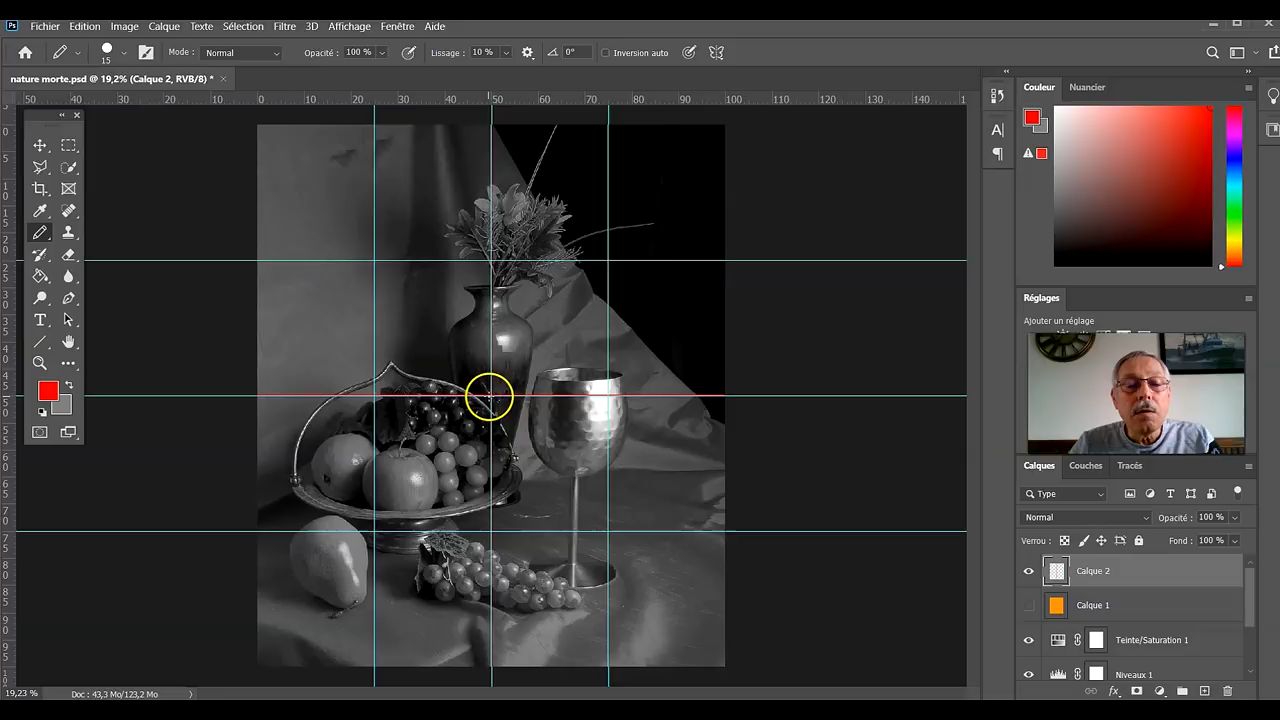 Ps Fichier Edition Image Calque Texte Sélection Filtre 3D Affichage Fenêtre Aide
15 Mode : Normal Opacité : 100 % Lissage : 10 % 0° Inversion auto
nature morte.psd @ 19,2% (Calque 2, RVB/8) * ×
50 40 30 20 10 0 10 20 30 40 50 60 70 80 90 100 110 120 130 140 1
Couleur Nuancier
Réglages
Ajouter un réglage
Calques Couches Tracés
Type
Normal Opacité : 100 %
Verrou : Fond : 100 %
Calque 2
Calque 1
Teinte/Saturation 1
Niveaux 1
19,23 % Doc : 43,3 Mo/123,2 Mo
fx